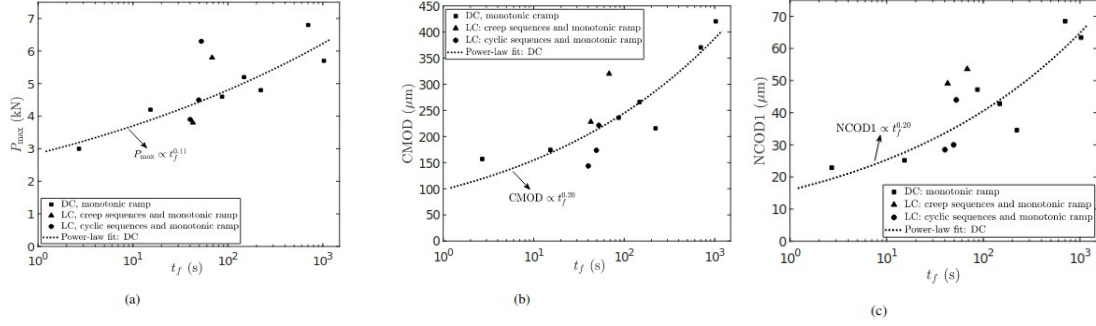 7
6
5
4
3
2
1
0
P_max (kN)
P_max ∝ t_f^0.11
DC, monotonic ramp
LC, creep sequences and monotonic ramp
LC, cyclic sequences and monotonic ramp
Power-law fit: DC
10^0 10^1 10^2 10^3
t_f (s)
(a)
450
400
350
300
250
200
150
100
50
0
CMOD (μm)
DC, monotonic cramp
LC: creep sequences and monotonic ramp
LC: cyclic sequences and monotonic ramp
Power-law fit: DC
CMOD ∝ t_f^0.20
10^0 10^1 10^2 10^3
t_f (s)
(b)
70
60
50
40
30
20
10
0
NCOD1 (μm)
NCOD1 ∝ t_f^0.20
DC: monotonic ramp
LC: creep sequences and monotonic ramp
LC: cyclic sequences and monotonic ramp
Power-law fit: DC
10^0 10^1 10^2 10^3
t_f (s)
(c)